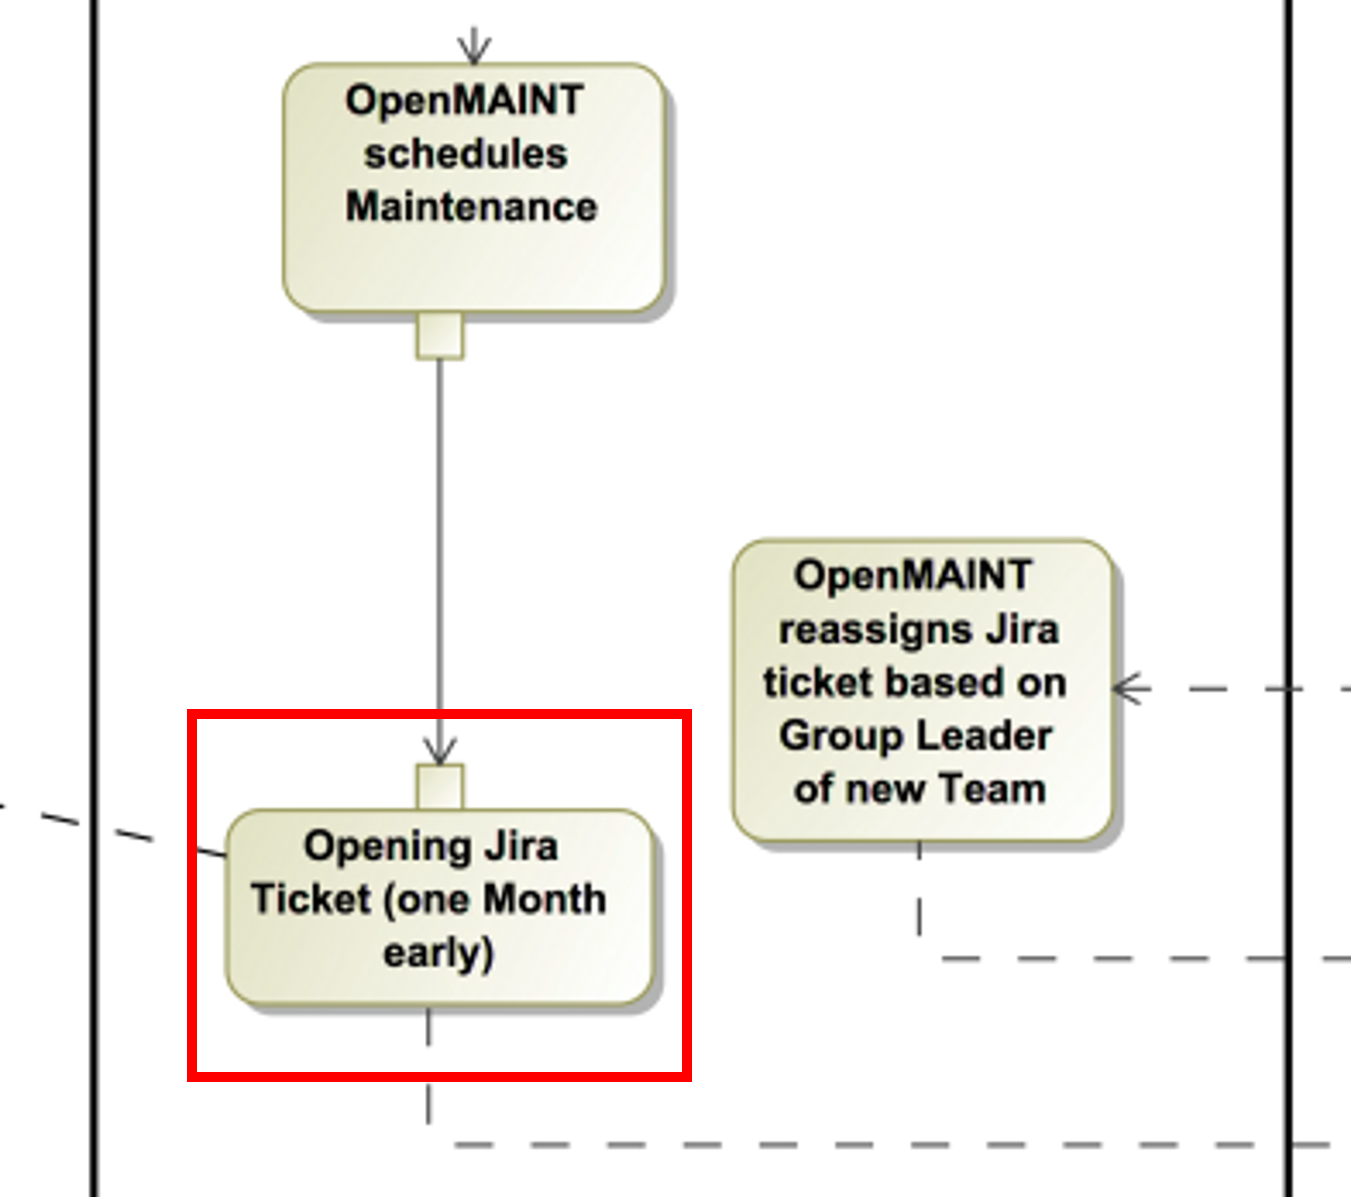 OpenMAINT
schedules
Maintenance
OpenMAINT
reassigns Jira
ticket based on
Group Leader
of new Team
Opening Jira
Ticket (one Month
early)